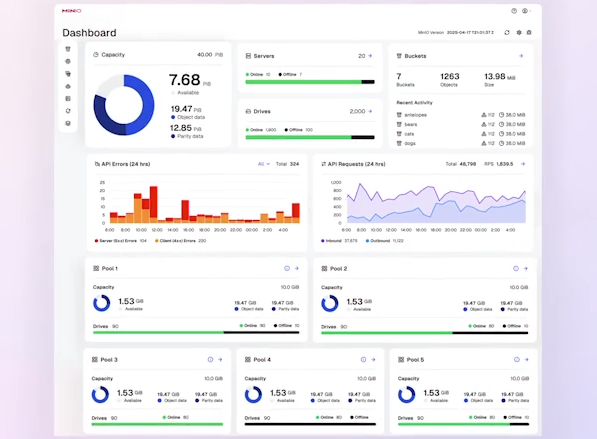 MINIO
Dashboard
MinIO Version 2025-04-17T21:01:37Z
Capacity 40.00 PiB
7.68 PiB
Available
19.47 PiB
Object data
12.85 PiB
Parity data
Servers 20
Online 15 Offline 7
Drives 2,000
Online 1,800 Offline 100
Buckets
7 1263 13.98 MiB
Buckets Objects Size
Recent Activity
antelopes 112 38.0 MiB
bears 112 38.0 MiB
cats 112 38.0 MiB
dogs 112 38.0 MiB
API Errors (24 hrs) All Total 324
25
20
15
10
5
0
6:00 8:00 10:00 12:00 14:00 16:00 18:00 20:00 22:00 00:00 2:00 4:00
Server (5xx) Errors 104 Client (4xx) Errors 220
API Requests (24 hrs) Total 48,798 RPS 1,839.5
1,000
800
600
400
200
0
6:00 8:00 10:00 12:00 14:00 16:00 18:00 20:00 22:00 00:00 2:00 4:00
Inbound 37,675 Outbound 11,122
Pool 1
Capacity 10.0 GiB
1.53 GiB
Available
19.47 GiB 19.47 GiB
Object data Parity data
Drives 90 Online 80 Offline 10
Pool 2
Capacity 10.0 GiB
1.53 GiB
Available
19.47 GiB 19.47 GiB
Object data Parity data
Drives 90 Online 80 Offline 10
Pool 3
Capacity 10.0 GiB
1.53 GiB
Available
19.47 GiB 19.47 GiB
Object data Parity data
Drives 90 Online 80
Pool 4
Capacity 10.0 GiB
1.53 GiB
Available
19.47 GiB 19.47 GiB
Object data Parity data
Drives 90 Online 80 Offline
Pool 5
Capacity 10.0 GiB
1.53 GiB
Available
19.47 GiB 19.47 GiB
Object data Parity data
Drives 90 Online 80 Offline 10